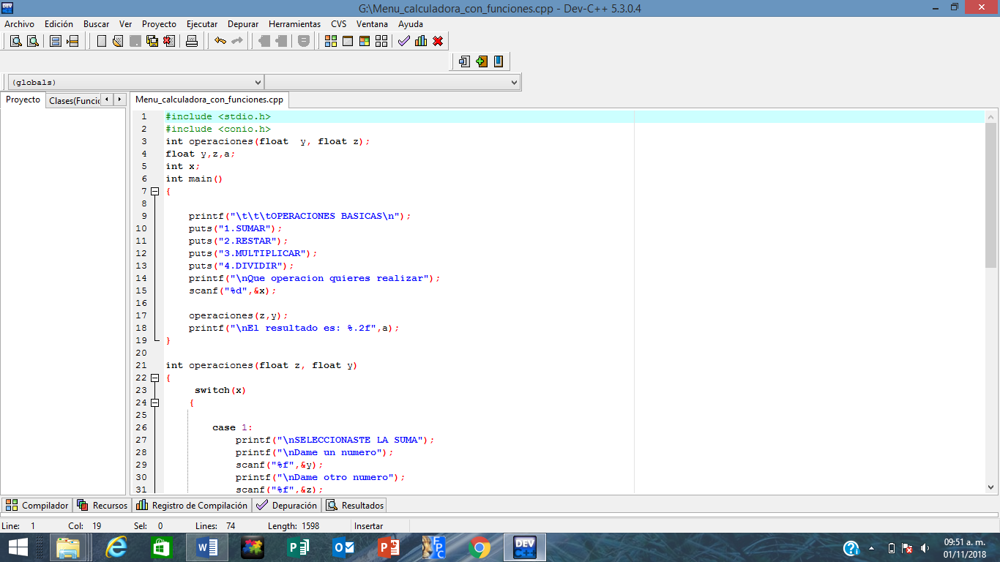 G:\Menu_calculadora_con_funciones.cpp - Dev-C++ 5.3.0.4
Archivo Edición Buscar Ver Proyecto Ejecutar Depurar Herramientas CVS Ventana Ayuda
(globals)
Proyecto Clases(Funcio Menu_calculadora_con_funciones.cpp
1 #include <stdio.h>
2 #include <conio.h>
3 int operaciones(float  y, float z);
4 float y,z,a;
5 int x;
6 int main()
7 {
8
9 printf("\t\t\tOPERACIONES BASICAS\n");
10 puts("1.SUMAR");
11 puts("2.RESTAR");
12 puts("3.MULTIPLICAR");
13 puts("4.DIVIDIR");
14 printf("\nQue operacion quieres realizar");
15 scanf("%d",&x);
16
17 operaciones(z,y);
18 printf("\nEl resultado es: %.2f",a);
19 }
20
21 int operaciones(float z, float y)
22 {
23 switch(x)
24 {
25
26 case 1:
27 printf("\nSELECCIONASTE LA SUMA");
28 printf("\nDame un numero");
29 scanf("%f",&y);
30 printf("\nDame otro numero");
31 scanf("%f",&z);
Compilador Recursos Registro de Compilación Depuración Resultados
Line: 1 Col: 19 Sel: 0 Lines: 74 Length: 1598 Insertar
09:51 a. m.
01/11/2018